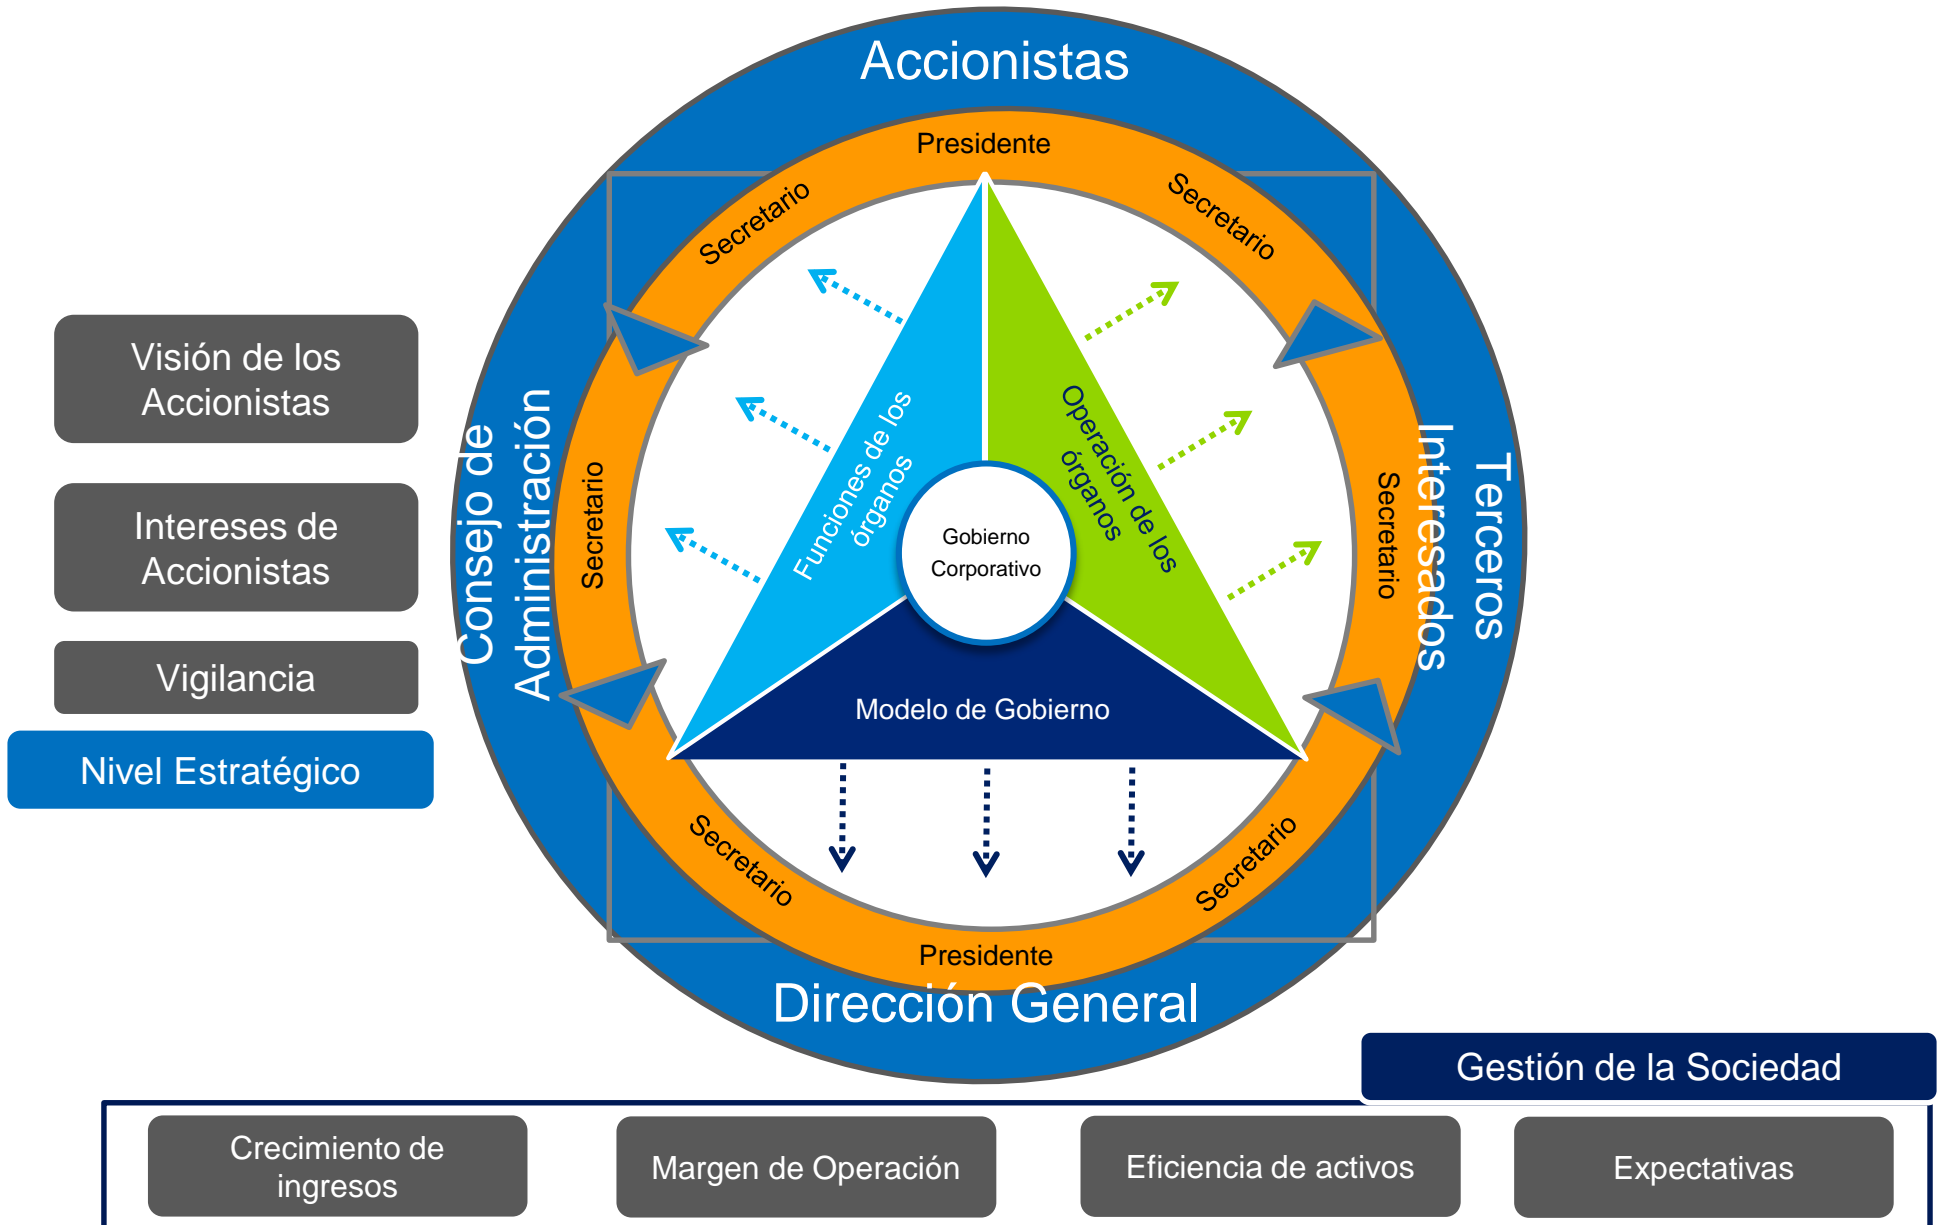 Accionistas
Presidente
Secretario
Secretario
Visión de los
Accionistas
Intereses de
Accionistas
Vigilancia
Nivel Estratégico
Consejo de
Administración
Secretario
Funciones de los
órganos
Operación de los
órganos
Gobierno
Corporativo
Modelo de Gobierno
Secretario
Terceros
Interesados
Secretario
Secretario
Presidente
Dirección General
Gestión de la Sociedad
Crecimiento de
ingresos
Margen de Operación
Eficiencia de activos
Expectativas